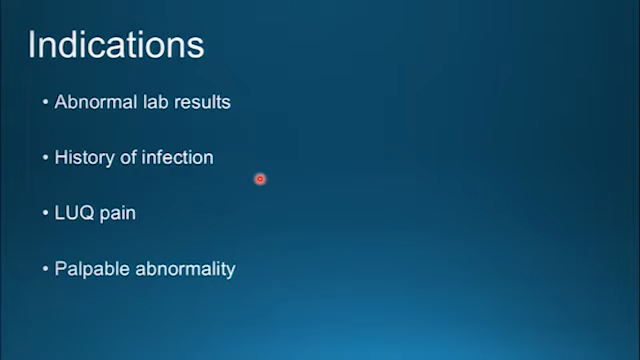 Indications
• Abnormal lab results
• History of infection
• LUQ pain
• Palpable abnormality